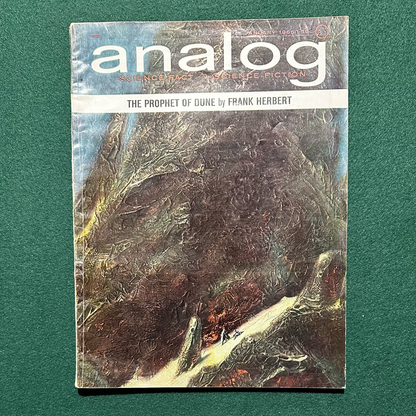 analog
SCIENCE FACT SCIENCE FICTION
THE PROPHET OF DUNE by FRANK HERBERT